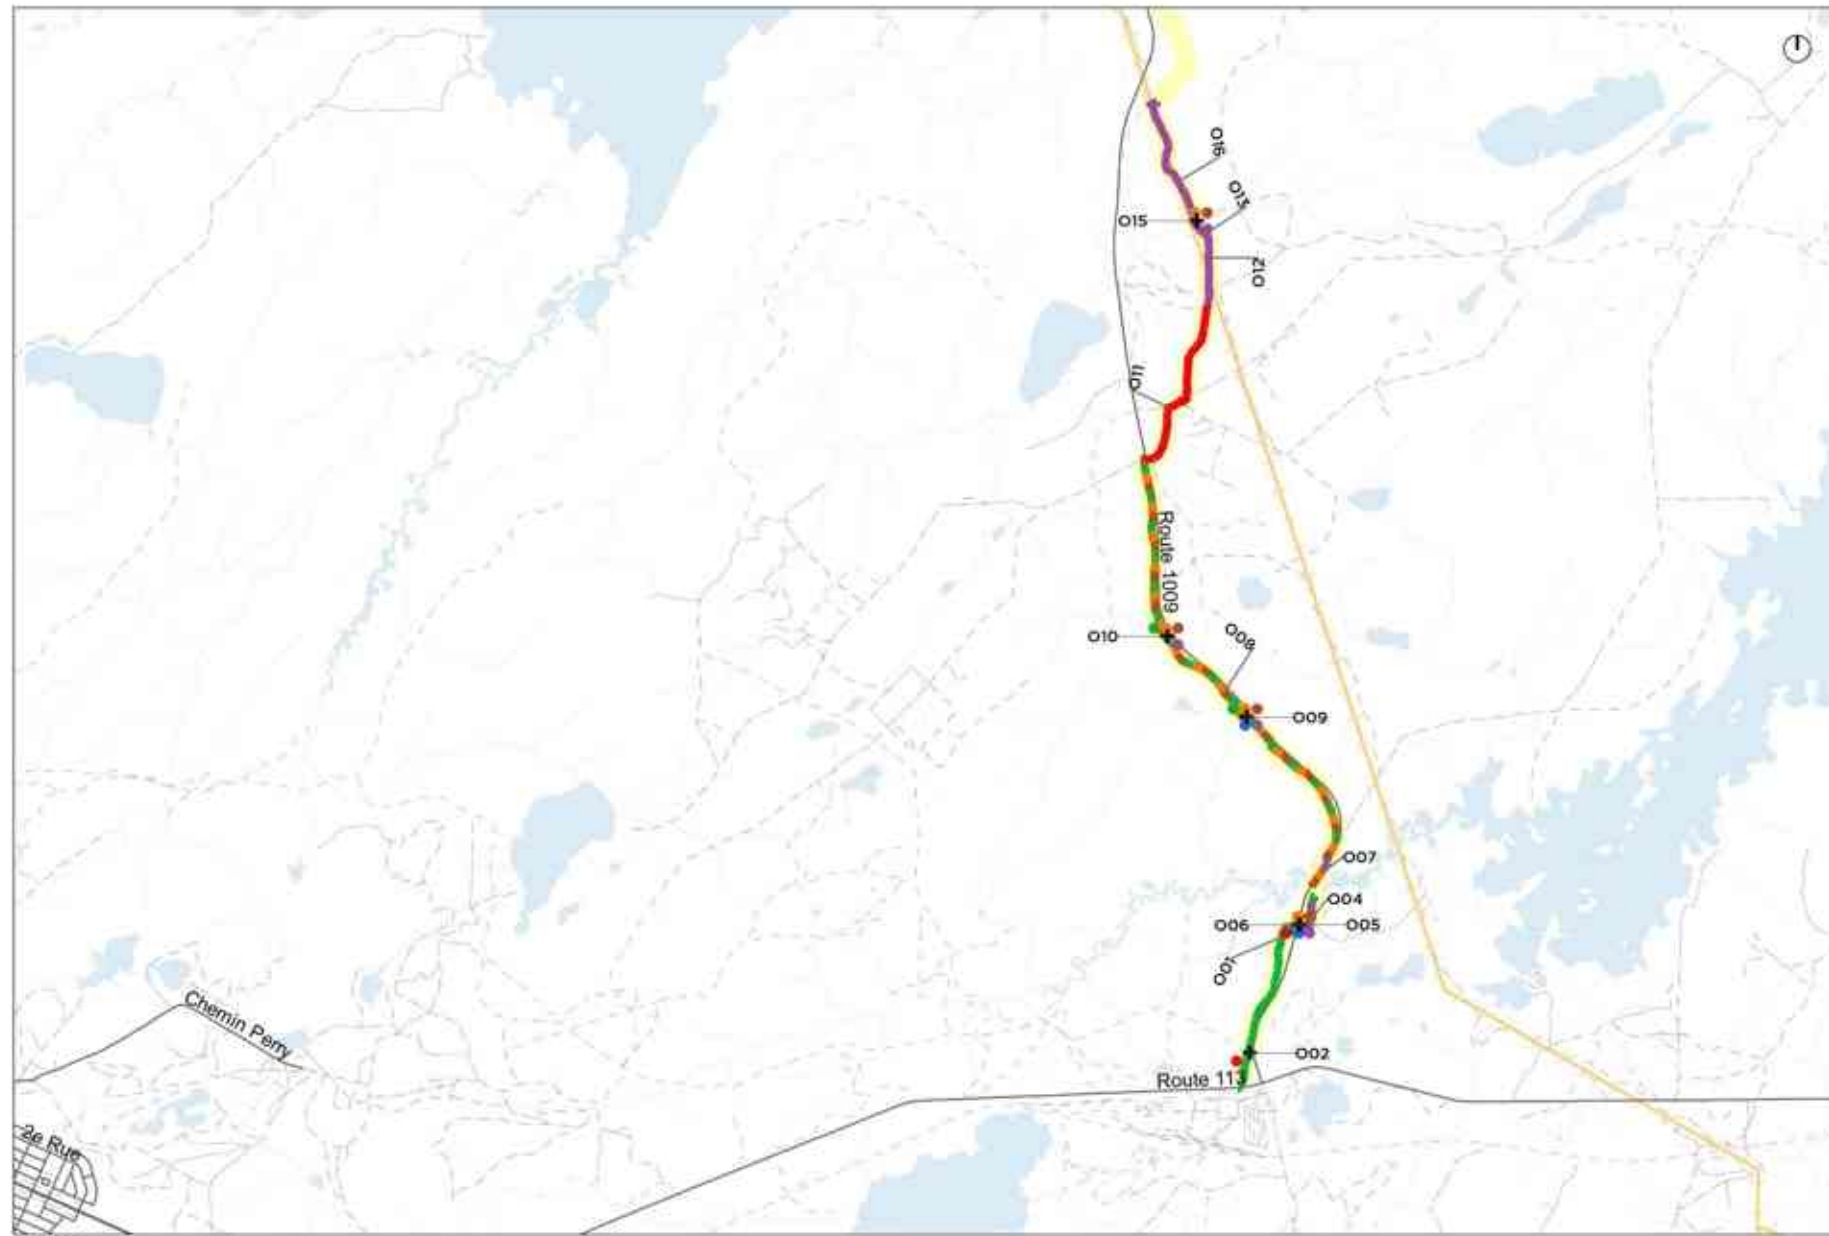 O16
O13
O15
O12
O11
Route 1009
O10
O08
O09
O07
O04
O06
O05
O01
Chemin Perry
O02
Route 113
2e Rue